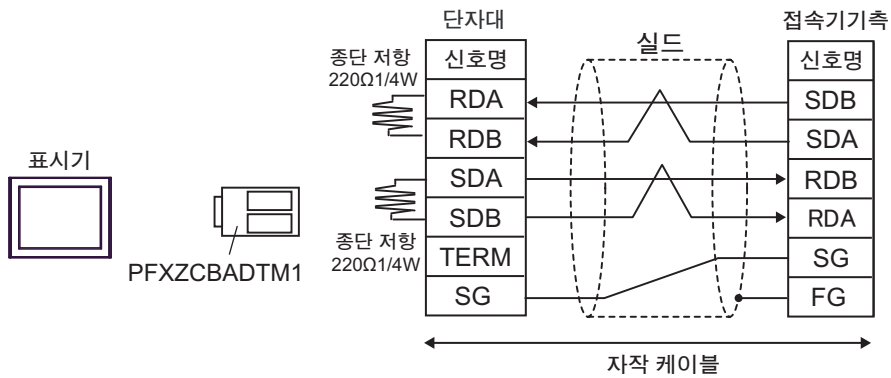 단자대
접속기기측
종단 저항
220Ω1/4W
신호명
실드
신호명
RDA
SDB
RDB
SDA
표시기
SDA
RDB
SDB
RDA
종단 저항
220Ω1/4W
TERM
SG
PFXZCBADTM1
SG
FG
자작 케이블